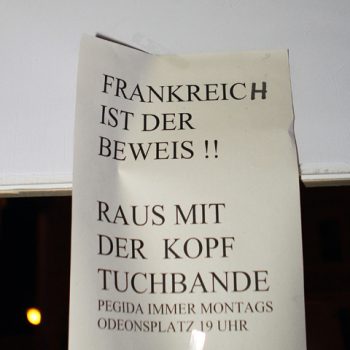 FRANKREICH
IST DER
BEWEIS !!
RAUS MIT
DER KOPF
TUCHBANDE
PEGIDA IMMER MONTAGS
ODEONSPLATZ 19 UHR